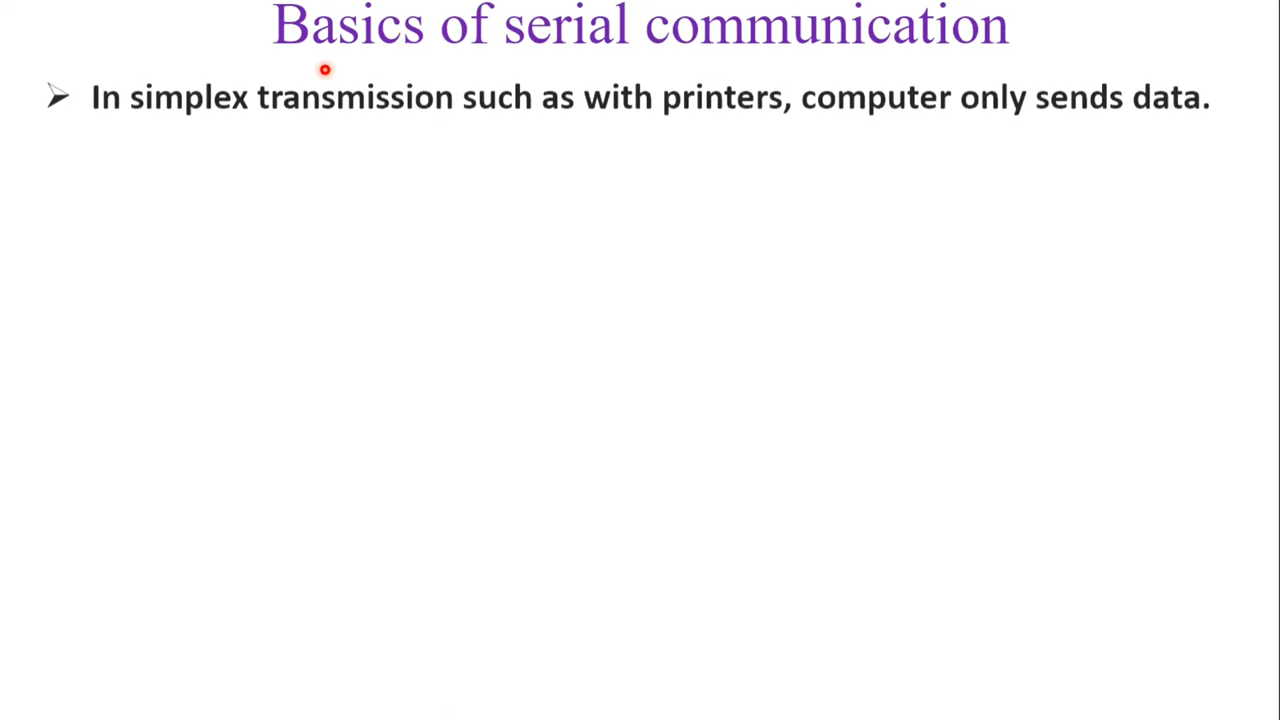 Basics of serial communication
➢ In simplex transmission such as with printers, computer only sends data.